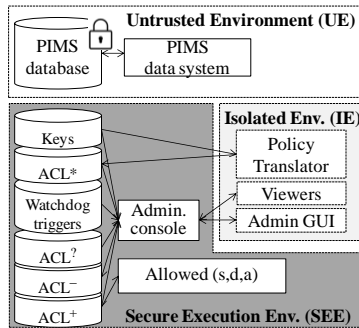 Untrusted Environment (UE)
PIMS
database
PIMS
data system
Isolated Env. (IE)
Keys
ACL*
Watchdog
triggers
ACL?
ACL−
ACL+
Admin.
console
Policy
Translator
Viewers
Admin GUI
Allowed (s,d,a)
Secure Execution Env. (SEE)